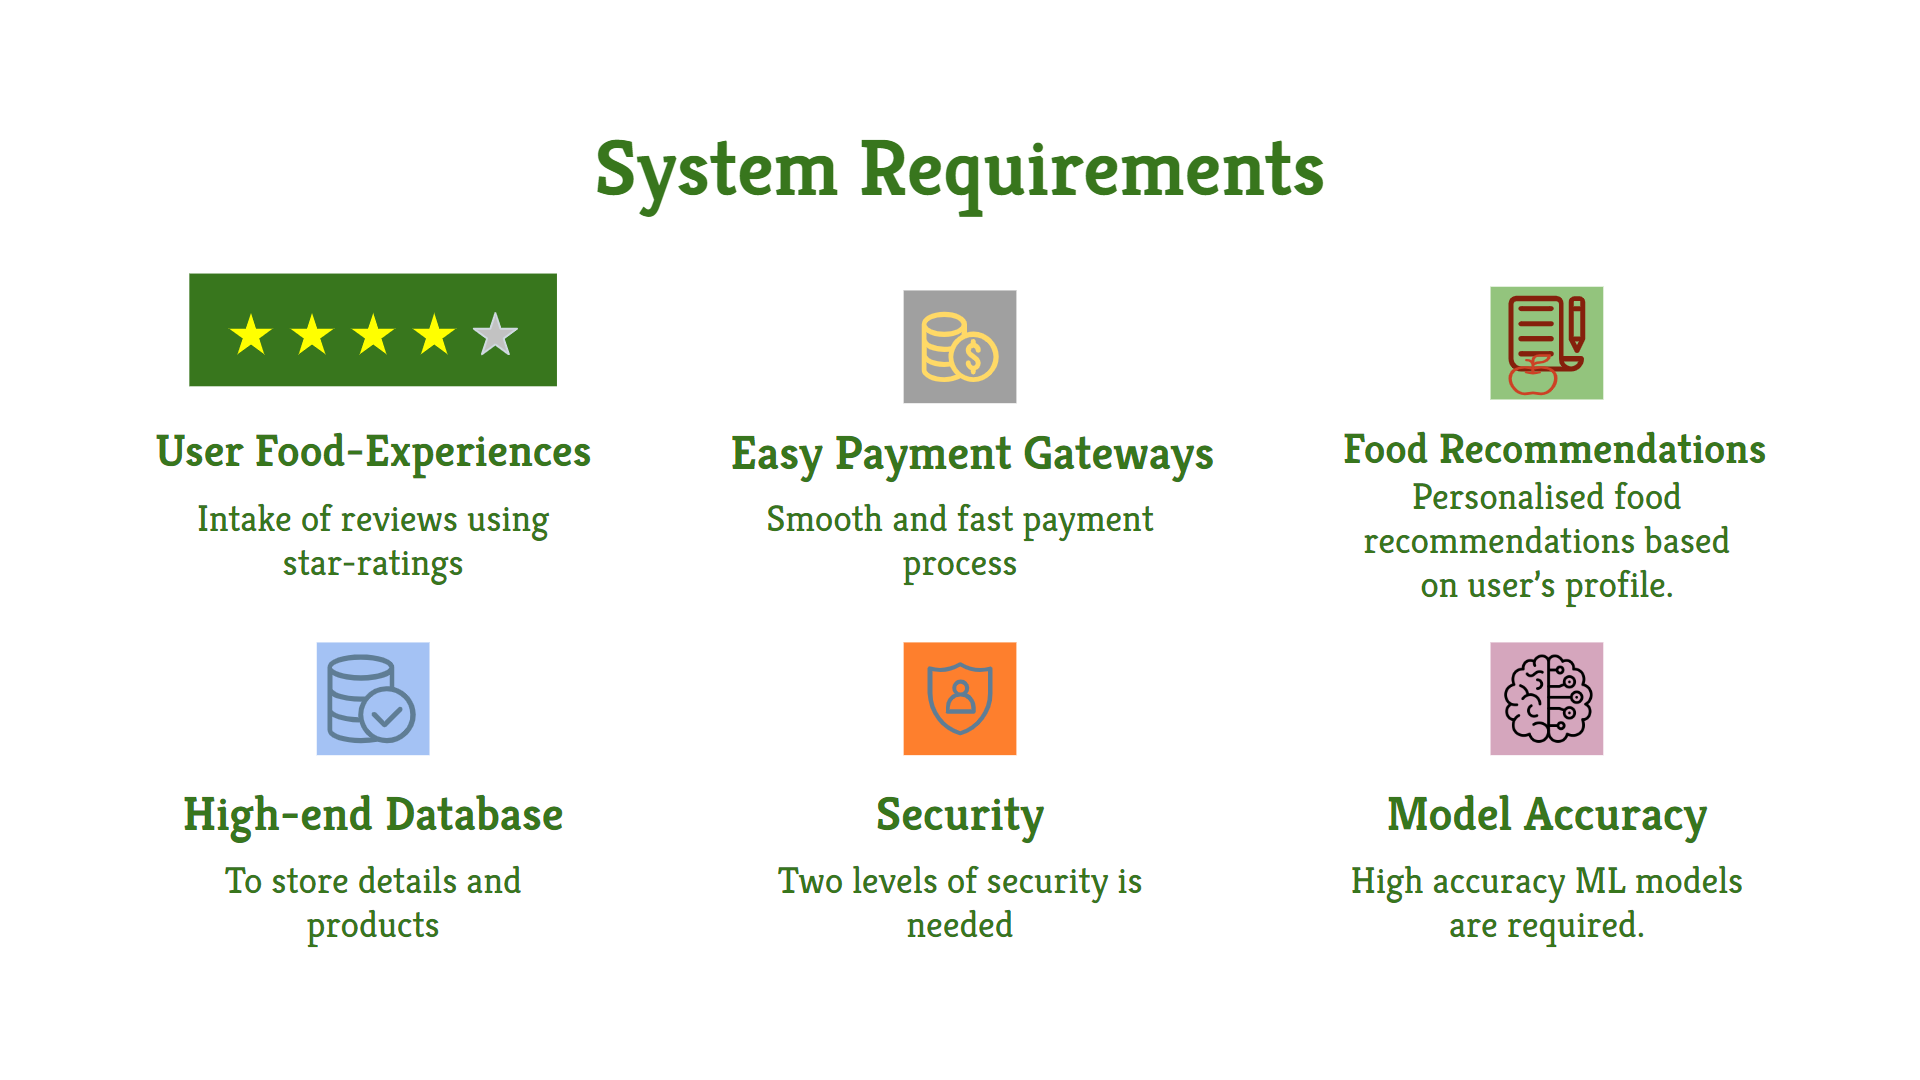 System Requirements
User Food-Experiences
Intake of reviews using
star-ratings
Easy Payment Gateways
Smooth and fast payment
process
Food Recommendations
Personalised food
recommendations based
on user’s profile.
High-end Database
To store details and
products
Security
Two levels of security is
needed
Model Accuracy
High accuracy ML models
are required.